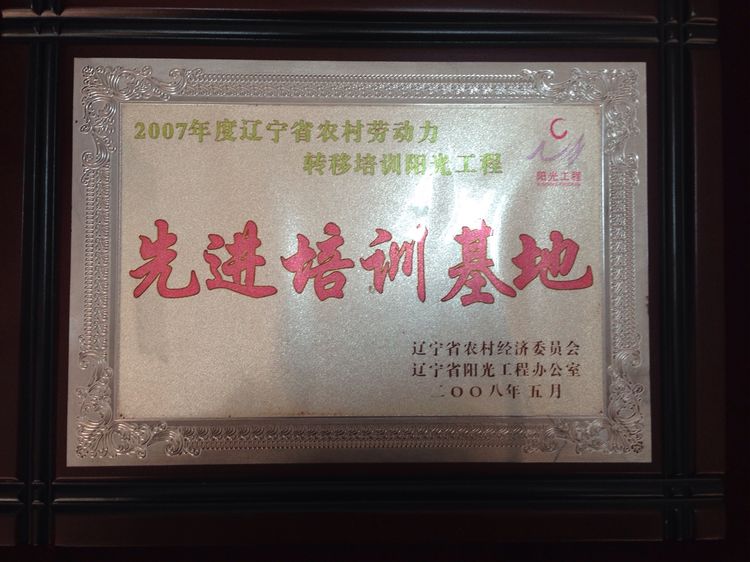 2007年度辽宁省农村劳动力
转移培训阳光工程
阳光工程
先进培训基地
辽宁省农村经济委员会
辽宁省阳光工程办公室
二〇〇八年五月